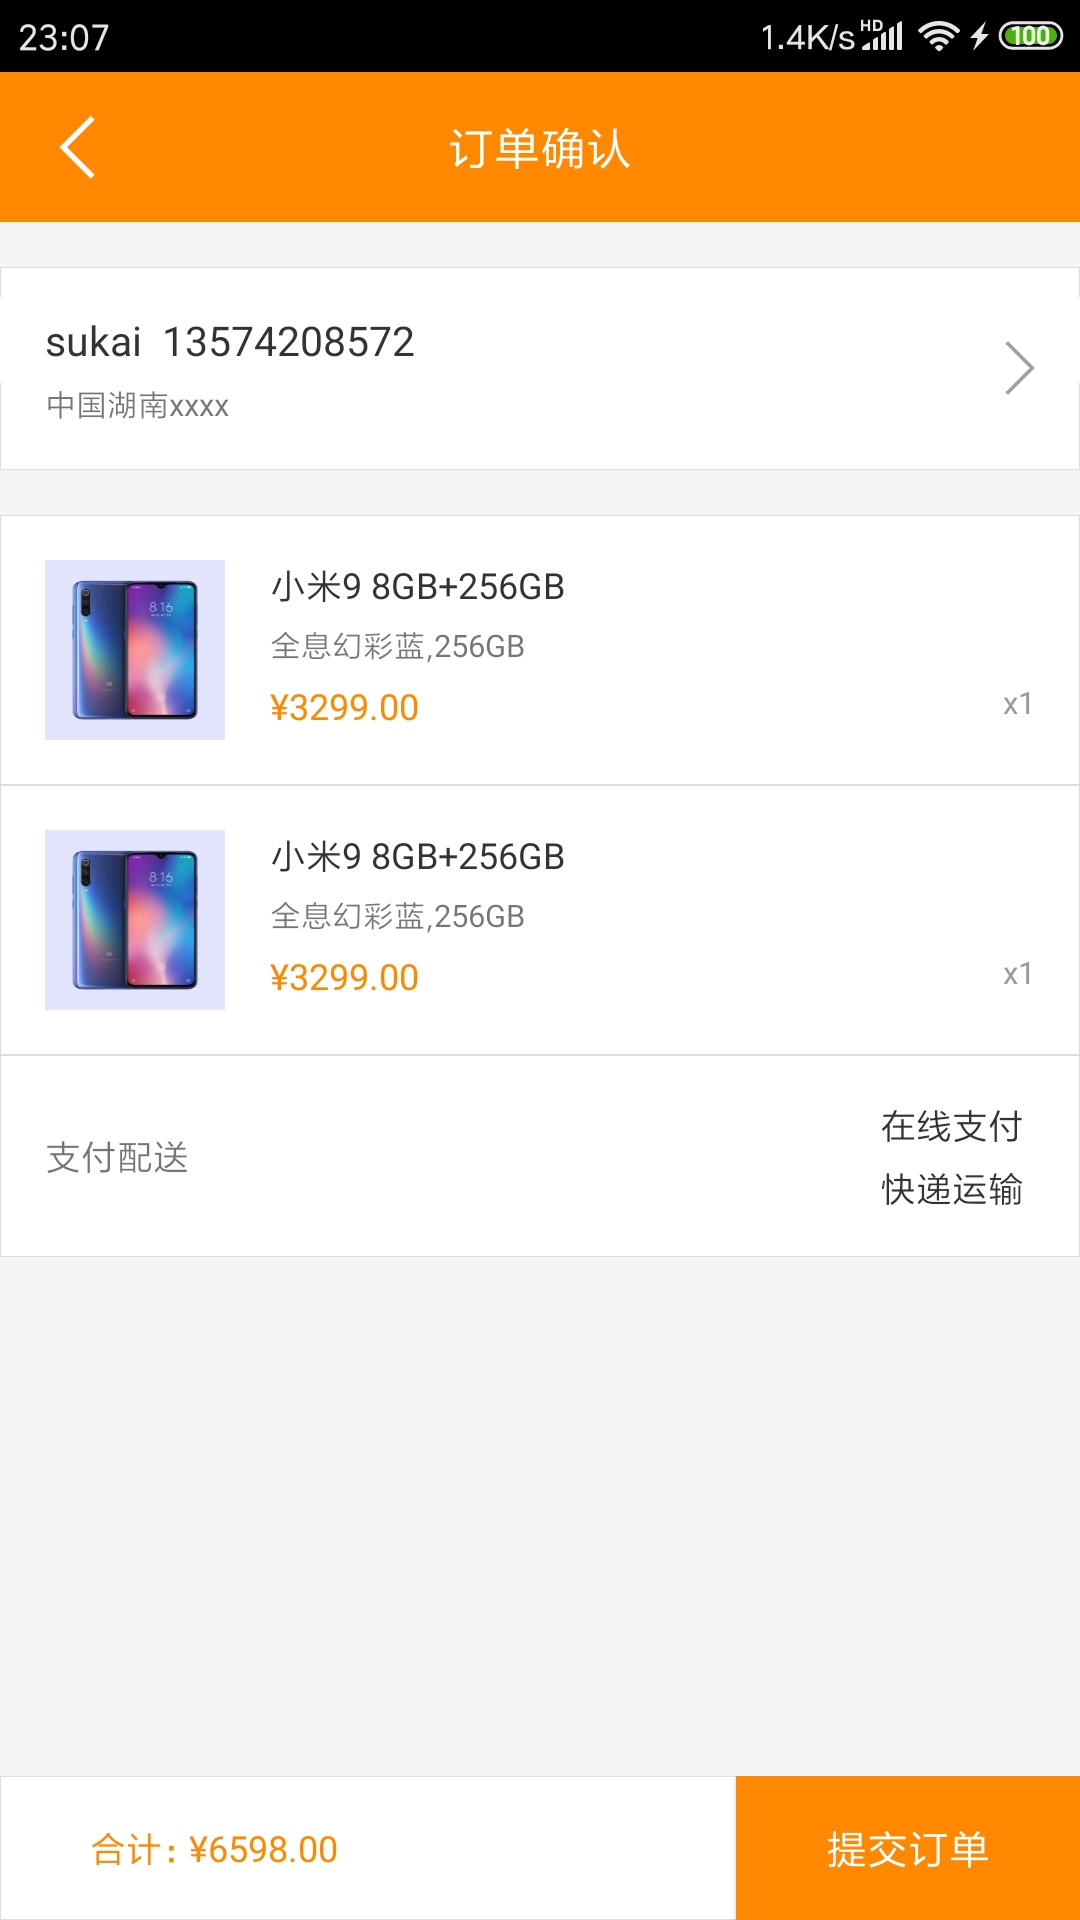 23:07
1.4K/s HD 100
订单确认
sukai 13574208572
中国湖南xxxx
小米9 8GB+256GB
全息幻彩蓝,256GB
¥3299.00
x1
小米9 8GB+256GB
全息幻彩蓝,256GB
¥3299.00
x1
支付配送
在线支付
快递运输
合计: ¥6598.00
提交订单